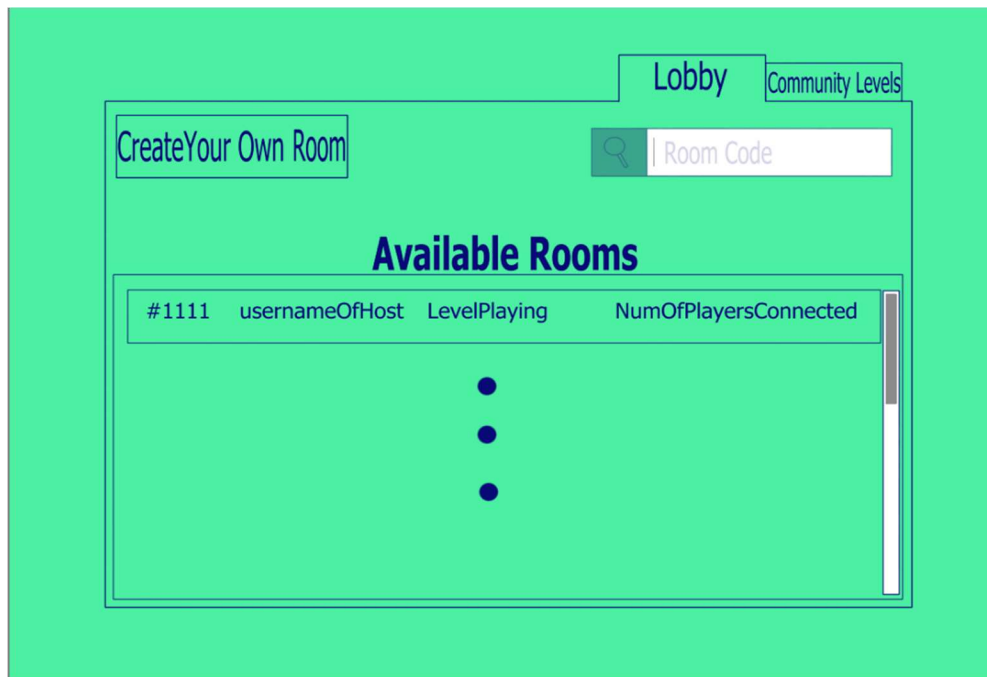 Lobby
Community Levels
CreateYour Own Room
Room Code
Available Rooms
#1111 usernameOfHost LevelPlaying NumOfPlayersConnected